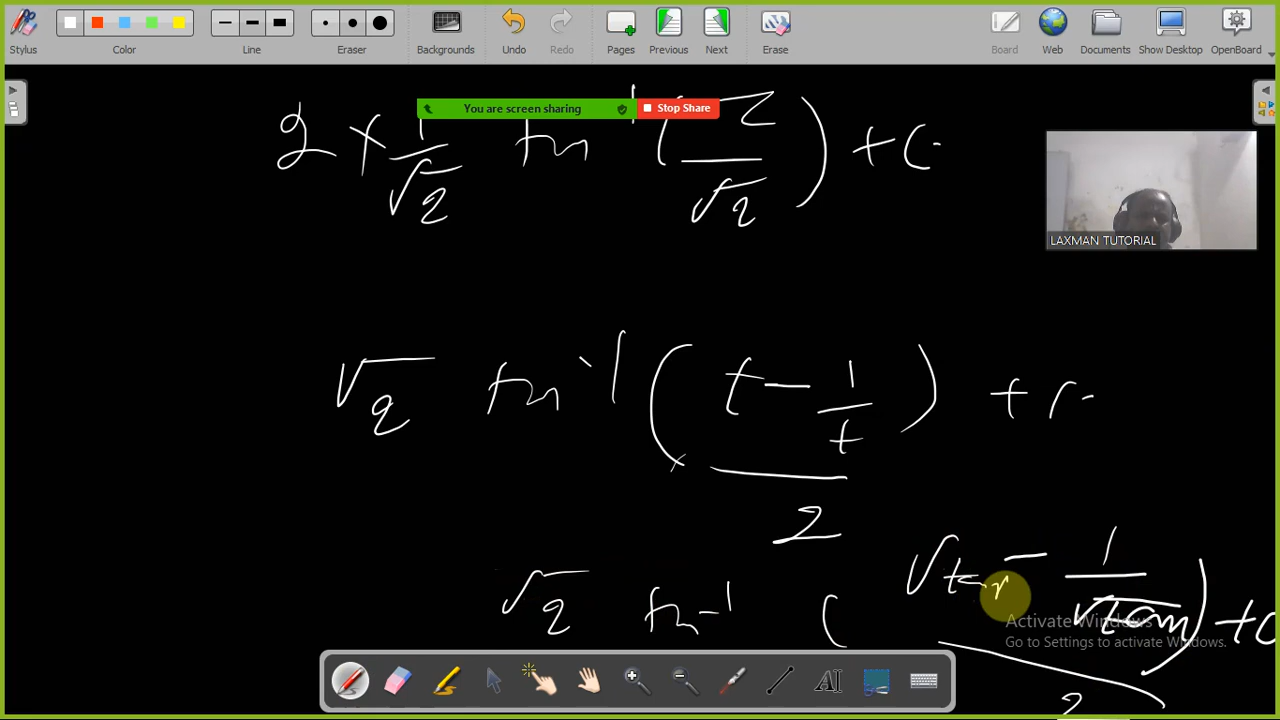 Stylus Color Line Eraser Backgrounds Undo Redo Pages Previous Next Erase Board Web Documents Show Desktop OpenBoard
You are screen sharing Stop Share
2 × 1/√2 tan ( z/√2 ) + C
LAXMAN TUTORIAL
√2 tan⁻¹ ( t - 1/t / 2 ) + c
√2 tan⁻¹ ( √tan - 1/√tan / 2 ) + c
Activate Windows
Go to Settings to activate Windows.